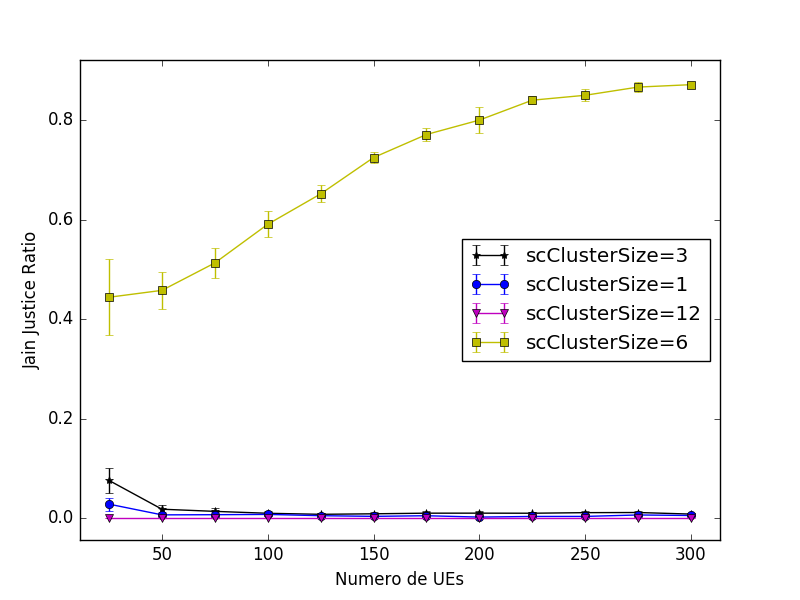 0.8
0.6
0.4
0.2
0.0
Jain Justice Ratio
scClusterSize=3
scClusterSize=1
scClusterSize=12
scClusterSize=6
50 100 150 200 250 300
Numero de UEs